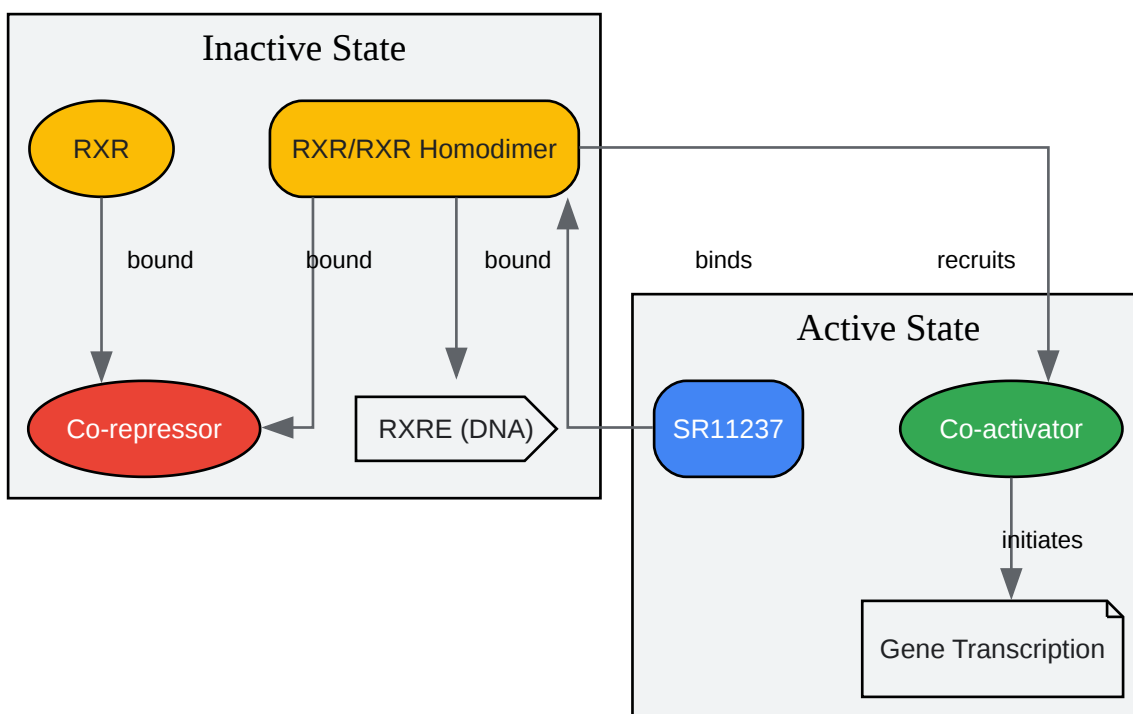 Inactive State
RXR
RXR/RXR Homodimer
bound
bound
bound
binds
recruits
Active State
Co-repressor
RXRE (DNA)
SR11237
Co-activator
initiates
Gene Transcription